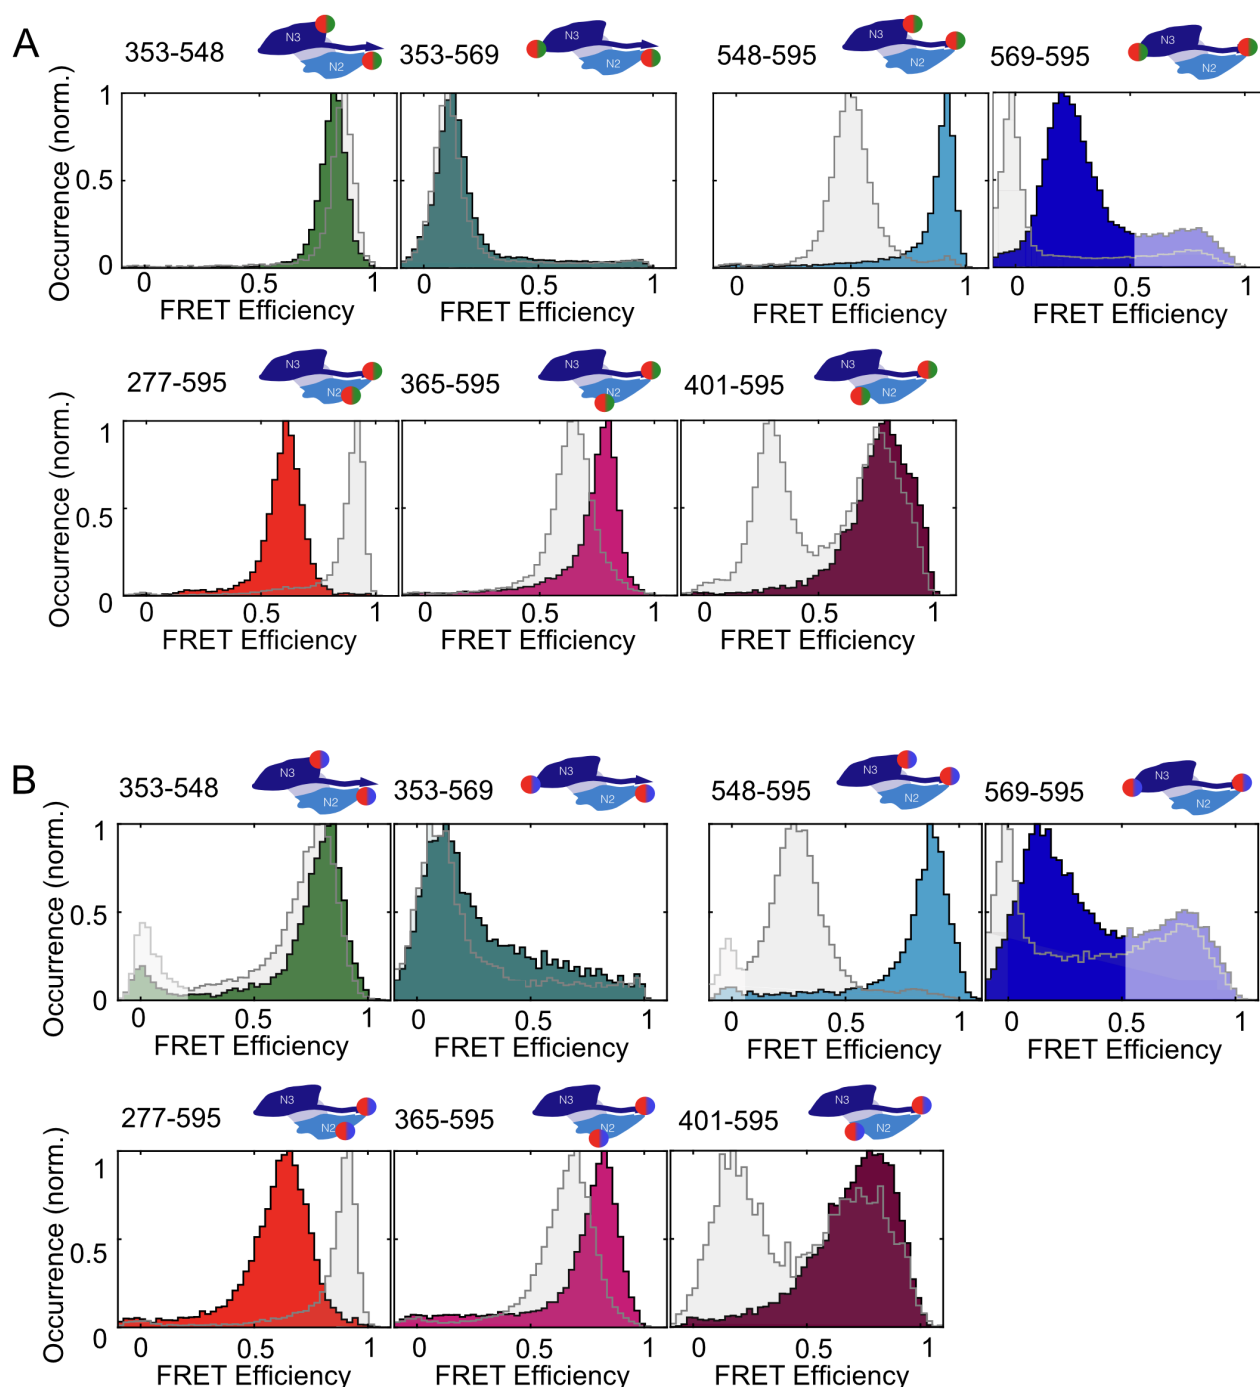 A
353-548 N3 N2 353-569 N3 N2 548-595 N3 N2 569-595 N3 N2
Occurrence (norm.)
1
0.5
0
0 0.5 1 0 0.5 1 0 0.5 1 0 0.5 1
FRET Efficiency FRET Efficiency FRET Efficiency FRET Efficiency
277-595 N3 N2 365-595 N3 N2 401-595 N3 N2
Occurrence (norm.)
1
0.5
0
0 0.5 1 0 0.5 1 0 0.5 1
FRET Efficiency FRET Efficiency FRET Efficiency
B
353-548 N3 N2 353-569 N3 N2 548-595 N3 N2 569-595 N3 N2
Occurrence (norm.)
1
0.5
0
0 0.5 1 0 0.5 1 0 0.5 1 0 0.5 1
FRET Efficiency FRET Efficiency FRET Efficiency FRET Efficiency
277-595 N3 N2 365-595 N3 N2 401-595 N3 N2
Occurrence (norm.)
1
0.5
0
0 0.5 1 0 0.5 1 0 0.5 1
FRET Efficiency FRET Efficiency FRET Efficiency